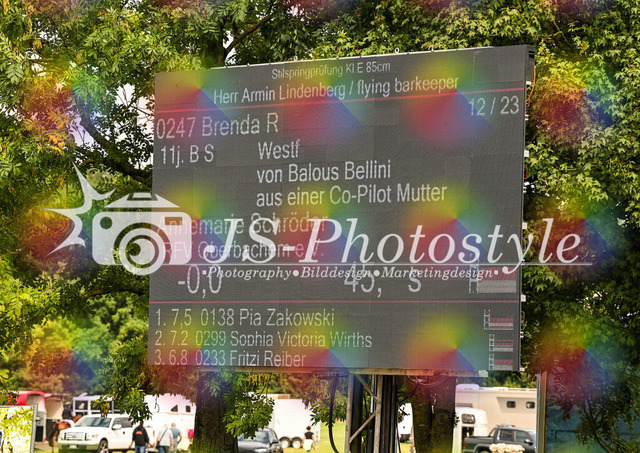 Stilspringprüfung Kl E 85cm
Herr Armin Lindenberg / flying barkeeper
12 / 23
0247 Brenda R
11j. B S Westf
von Balous Bellini
aus einer Co-Pilot Mutter
JS-Photostyle
•Photography•Bilddesign•Marketingdesign•
-0,0
1. 7.5 0138 Pia Zakowski
2. 7.2 0299 Sophia Victoria Wirths
3. 6.8 0233 Fritzi Reiber